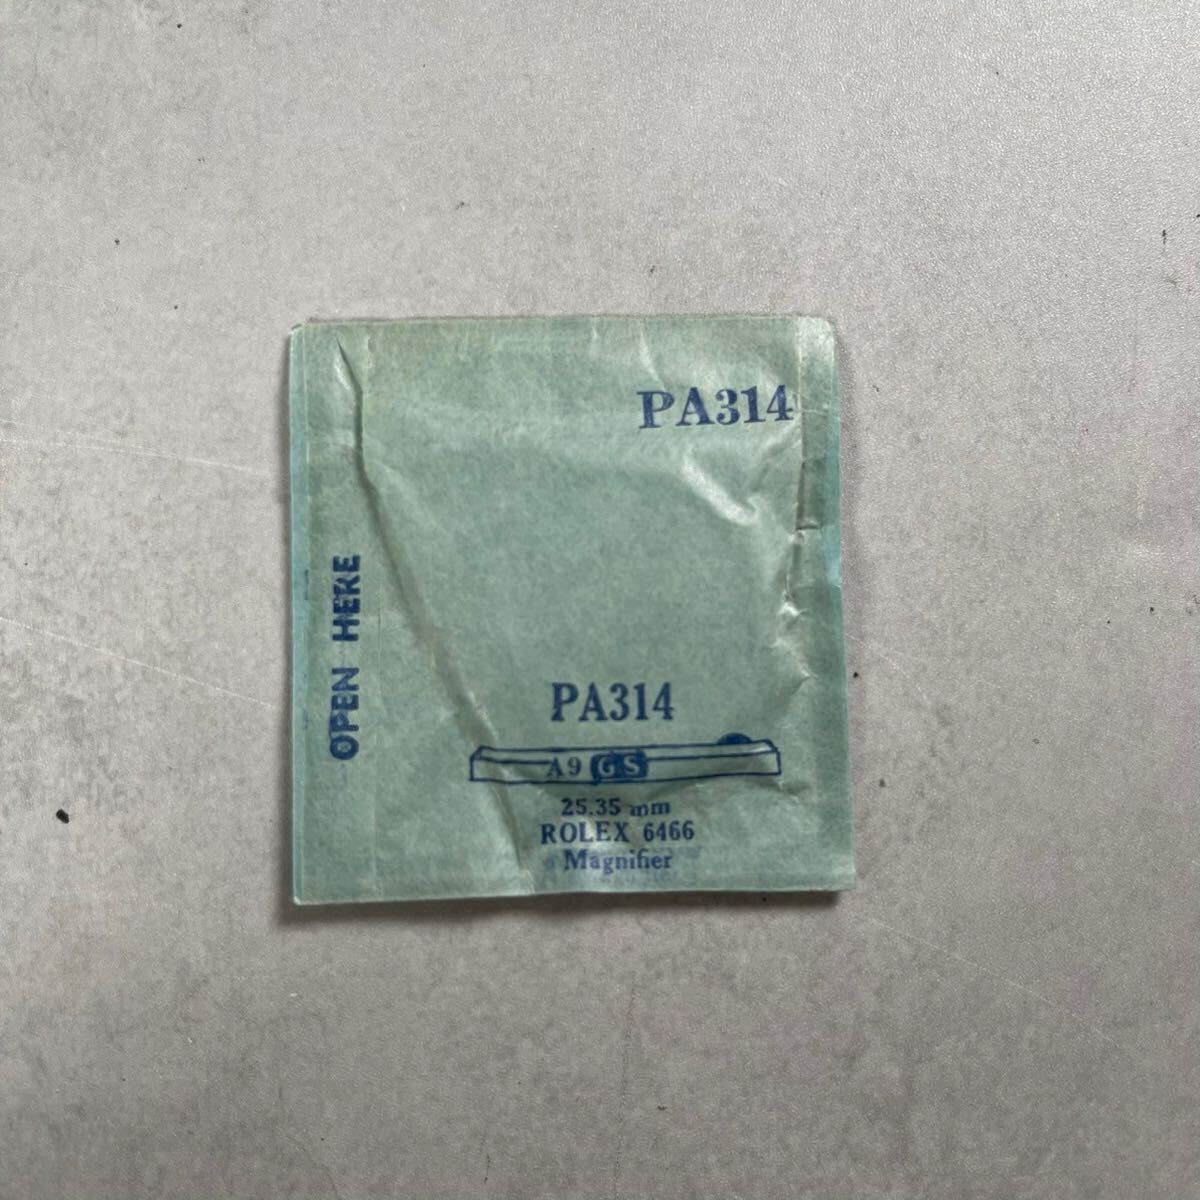 PA314
OPEN HERE
PA314
A9 GS
25.35 mm
ROLEX 6466
Magnifier